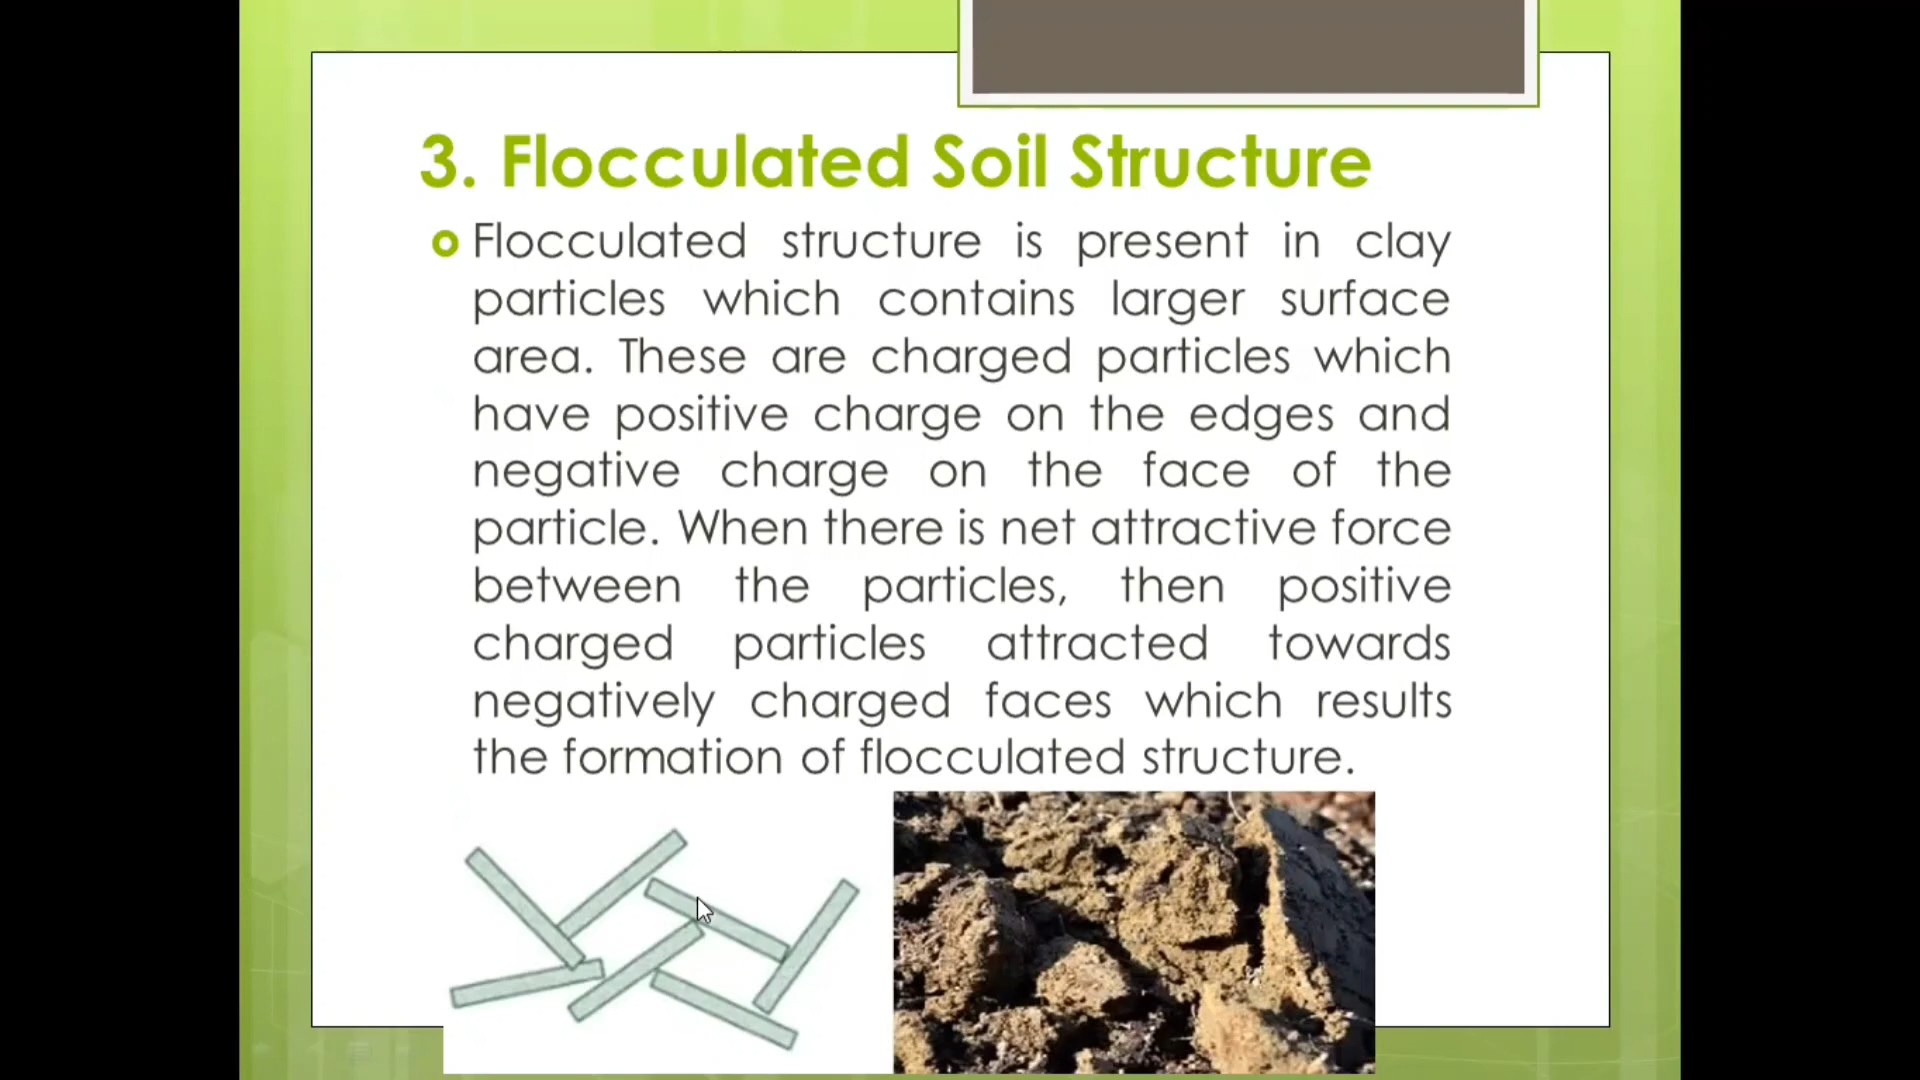 3. Flocculated Soil Structure
Flocculated structure is present in clay
particles which contains larger surface
area. These are charged particles which
have positive charge on the edges and
negative charge on the face of the
particle. When there is net attractive force
between the particles, then positive
charged particles attracted towards
negatively charged faces which results
the formation of flocculated structure.